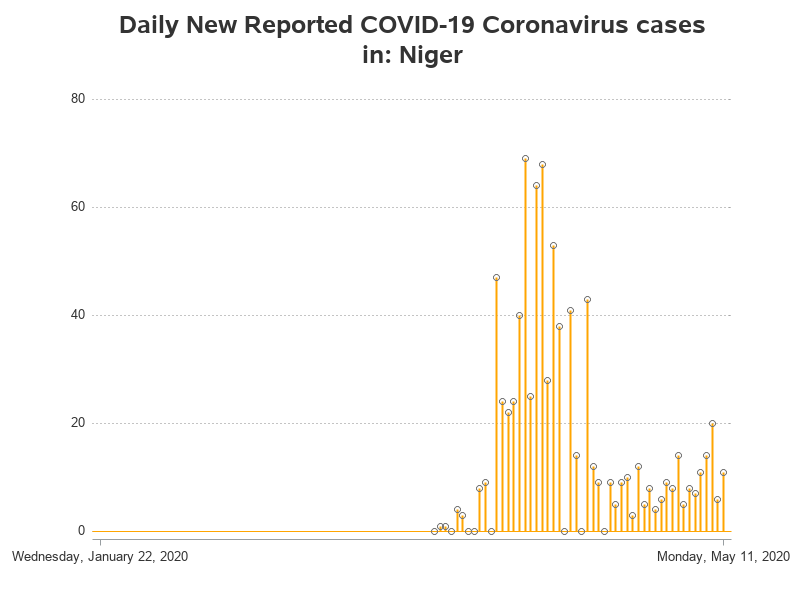 Daily New Reported COVID-19 Coronavirus cases
in: Niger
80
60
40
20
0
Wednesday, January 22, 2020
Monday, May 11, 2020